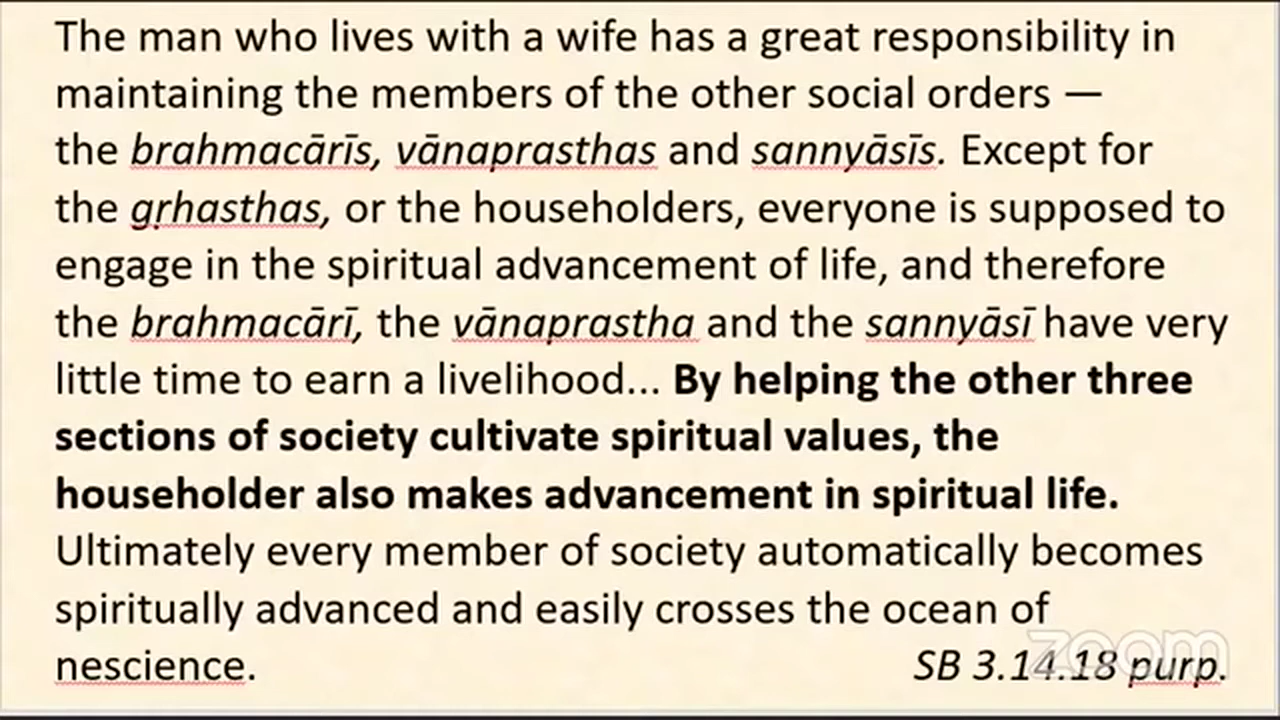 The man who lives with a wife has a great responsibility in
maintaining the members of the other social orders —
the brahmacārīs, vānaprasthas and sannyāsīs. Except for
the gṛhasthas, or the householders, everyone is supposed to
engage in the spiritual advancement of life, and therefore
the brahmacārī, the vānaprastha and the sannyāsī have very
little time to earn a livelihood... By helping the other three
sections of society cultivate spiritual values, the
householder also makes advancement in spiritual life.
Ultimately every member of society automatically becomes
spiritually advanced and easily crosses the ocean of
nescience. SB 3.14.18 purp.
zoom